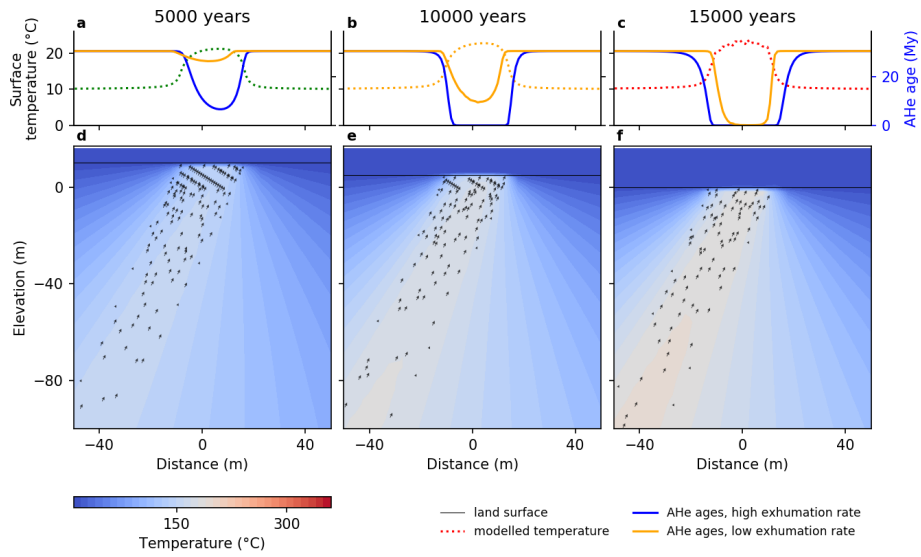 5000 years
10000 years
15000 years
a
b
c
Surface
temperature (°C)
20
10
0
AHe age (My)
20
0
d
e
f
Elevation (m)
0
−40
−80
−40
0
40
−40
0
40
−40
0
40
Distance (m)
Distance (m)
Distance (m)
150
300
Temperature (°C)
land surface
modelled temperature
AHe ages, high exhumation rate
AHe ages, low exhumation rate